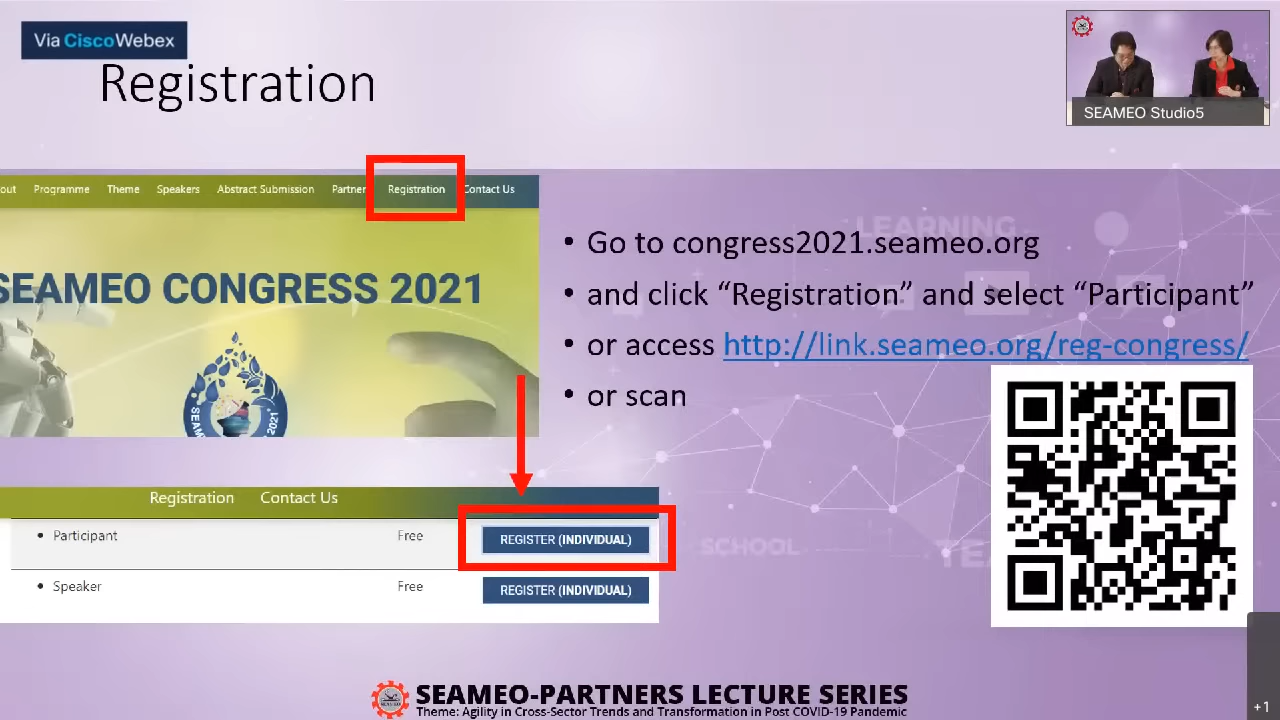 Via CiscoWebex
Registration
SEAMEO Studio5
out Programme Theme Speakers Abstract Submission Partner Registration Contact Us
SEAMEO CONGRESS 2021
• Go to congress2021.seameo.org
• and click “Registration” and select “Participant”
• or access http://link.seameo.org/reg-congress/
• or scan
LEARNING
SCHOOL
Registration Contact Us
• Participant Free REGISTER (INDIVIDUAL)
• Speaker Free REGISTER (INDIVIDUAL)
SEAMEO-PARTNERS LECTURE SERIES
Theme: Agility in Cross-Sector Trends and Transformation in Post COVID-19 Pandemic
+1